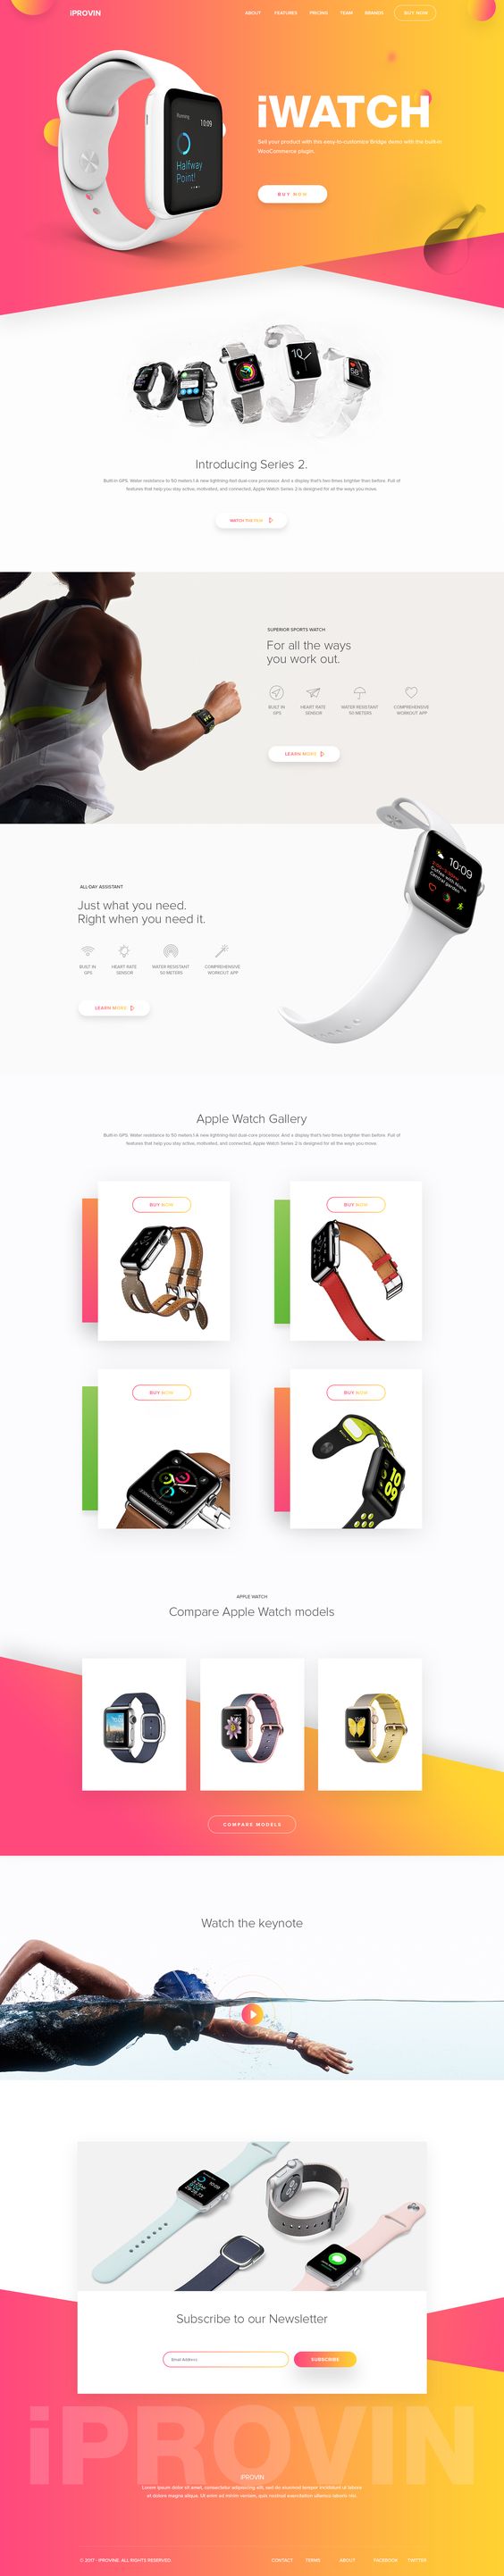 iPROVIN
ABOUT FEATURES PRICING TEAM BRANDS BUY NOW
Running 10:09
Halfway
Point!
iWATCH
Sell your product with this easy-to-customize Bridge demo with the built-in
WooCommerce plugin.
BUY NOW
Introducing Series 2.
Built-in GPS. Water resistance to 50 meters.1 A new lightning-fast dual-core processor. And a display that's two times brighter than before. Full of
features that help you stay active, motivated, and connected, Apple Watch Series 2 is designed for all the ways you move.
WATCH THE FILM
SUPERIOR SPORTS WATCH
For all the ways
you work out.
BUILT IN
GPS
HEART RATE
SENSOR
WATER RESISTANT
50 METERS
COMPREHENSIVE
WORKOUT APP
LEARN MORE
10:09
ALL-DAY ASSISTANT
Just what you need.
Right when you need it.
BUILT IN
GPS
HEART RATE
SENSOR
WATER RESISTANT
50 METERS
COMPREHENSIVE
WORKOUT APP
LEARN MORE
Apple Watch Gallery
Built-in GPS. Water resistance to 50 meters.1 A new lightning-fast dual-core processor. And a display that's two times brighter than before. Full of
features that help you stay active, motivated, and connected, Apple Watch Series 2 is designed for all the ways you move.
BUY NOW
BUY NOW
BUY NOW
BUY NOW
10
09
APPLE WATCH
Compare Apple Watch models
COMPARE MODELS
Watch the keynote
Subscribe to our Newsletter
Email Address
SUBSCRIBE
iPROVIN
iPROVIN
Lorem ipsum dolor sit amet, consectetur adipisicing elit, sed do eiusmod tempor incididunt ut labore
et dolore magna aliqua. Ut enim ad minim veniam, quis nostrud exercitation ullamco laboris nisi.
© 2017 - IPROVINE. ALL RIGHTS RESERVED.
CONTACT TERMS ABOUT FACEBOOK TWITTER